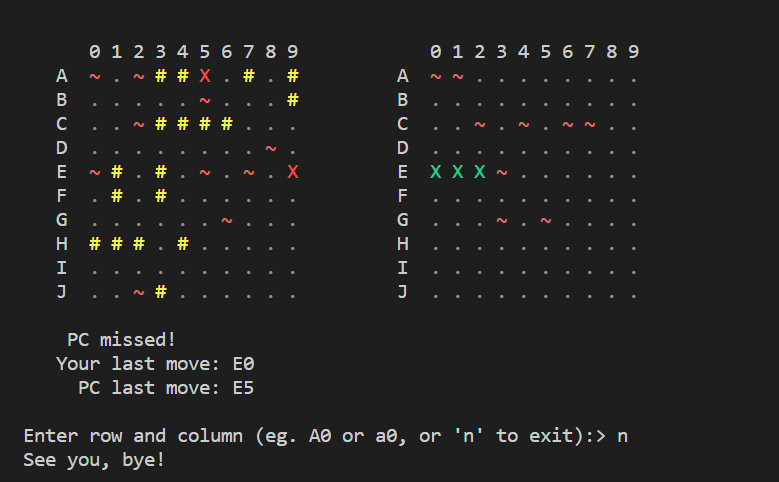 0 1 2 3 4 5 6 7 8 9 0 1 2 3 4 5 6 7 8 9
A ~ . ~ # # X . # . # A ~ ~ . . . . . . . .
B . . . . . ~ . . . # B . . . . . . . . . .
C . . ~ # # # # . . . C . . ~ . ~ . ~ ~ . .
D . . . . . . . . ~ . D . . . . . . . . . .
E ~ # . # . ~ . ~ . X E X X X ~ . . . . . .
F . # . # . . . . . . F . . . . . . . . . .
G . . . . . . ~ . . . G . . . ~ . ~ . . . .
H # # # . # . . . . . H . . . . . . . . . .
I . . . . . . . . . . I . . . . . . . . . .
J . . ~ # . . . . . . J . . . . . . . . . .
PC missed!
Your last move: E0
PC last move: E5
Enter row and column (eg. A0 or a0, or 'n' to exit):> n
See you, bye!